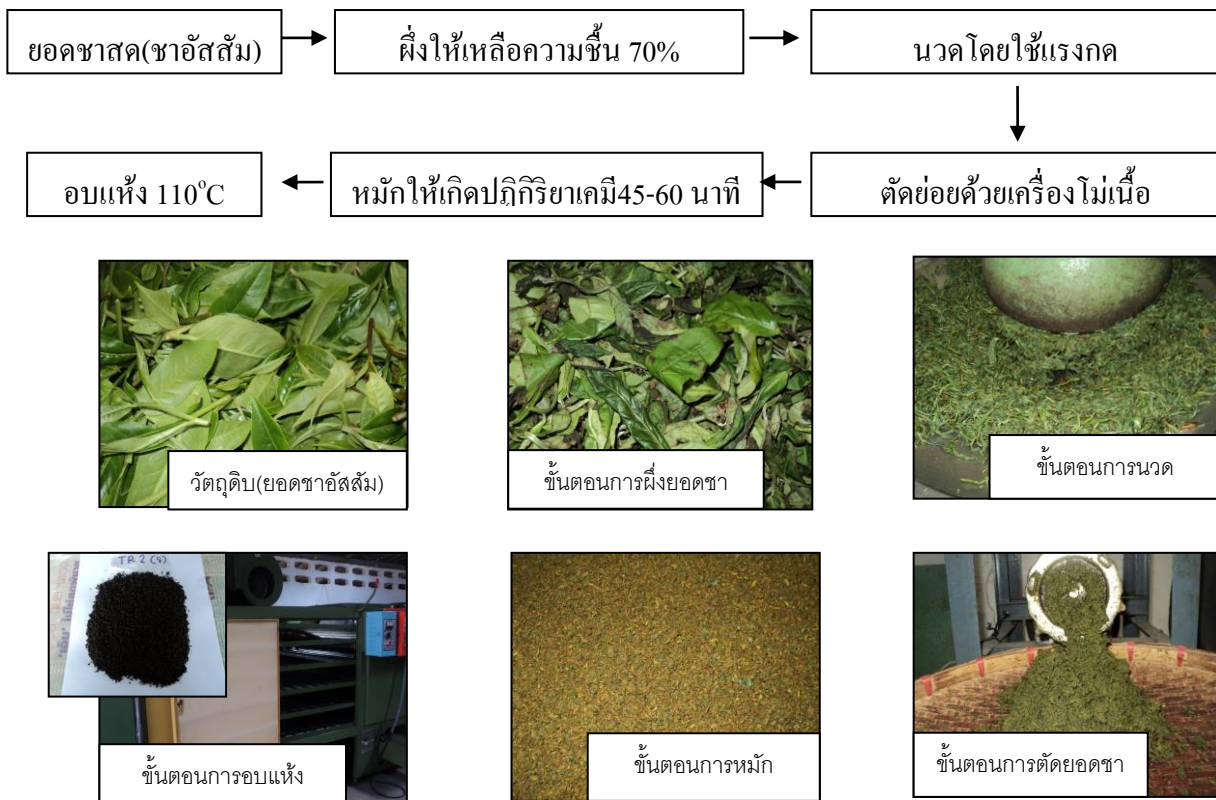 ยอดชาสด(ชาอัสสัม)
ผึ่งให้เหลือความชื้น 70%
นวดโดยใช้แรงกด
อบแห้ง 110°C
หมักให้เกิดปฏิกิริยาเคมี45-60 นาที
ตัดย่อยด้วยเครื่องโม่เนื้อ
วัตถุดิบ(ยอดชาอัสสัม)
ขั้นตอนการผึ่งยอดชา
ขั้นตอนการนวด
TR 2 (4)
ขั้นตอนการอบแห้ง
ขั้นตอนการหมัก
ขั้นตอนการตัดยอดชา